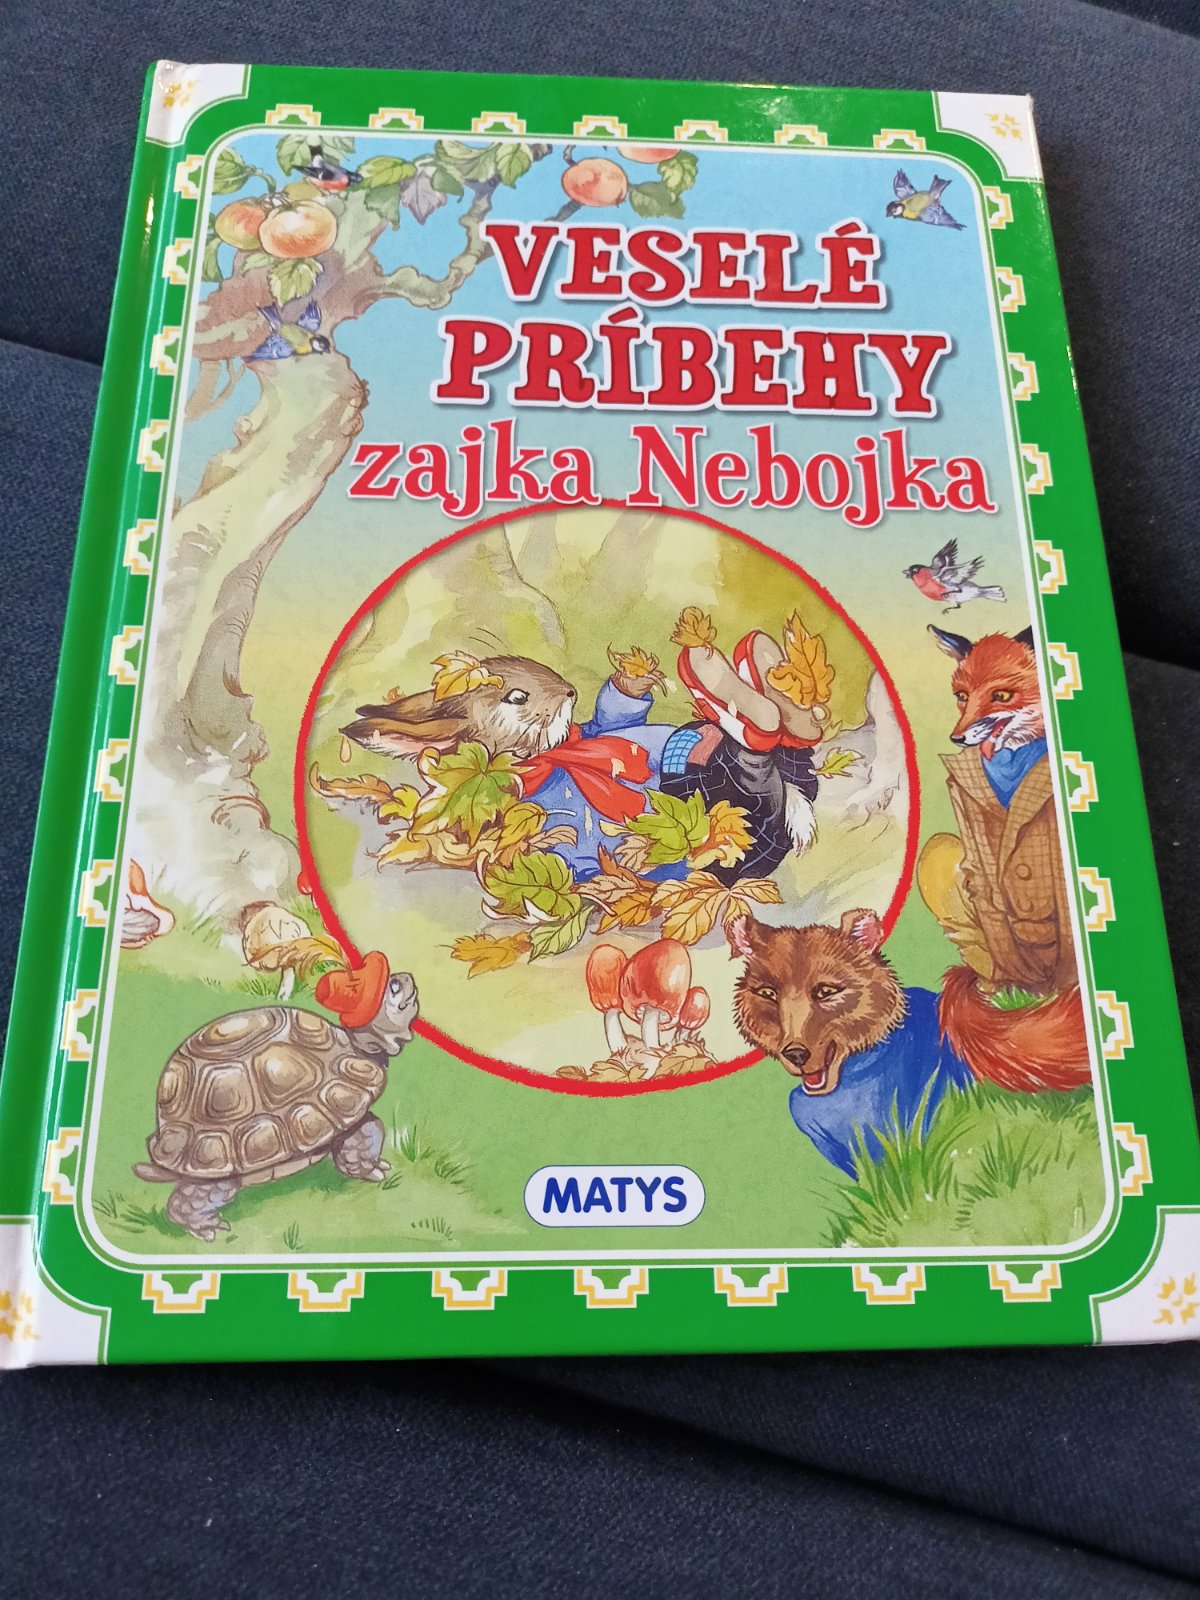 VESELÉ
PRÍBEHY
zajka Nebojka
MATYS